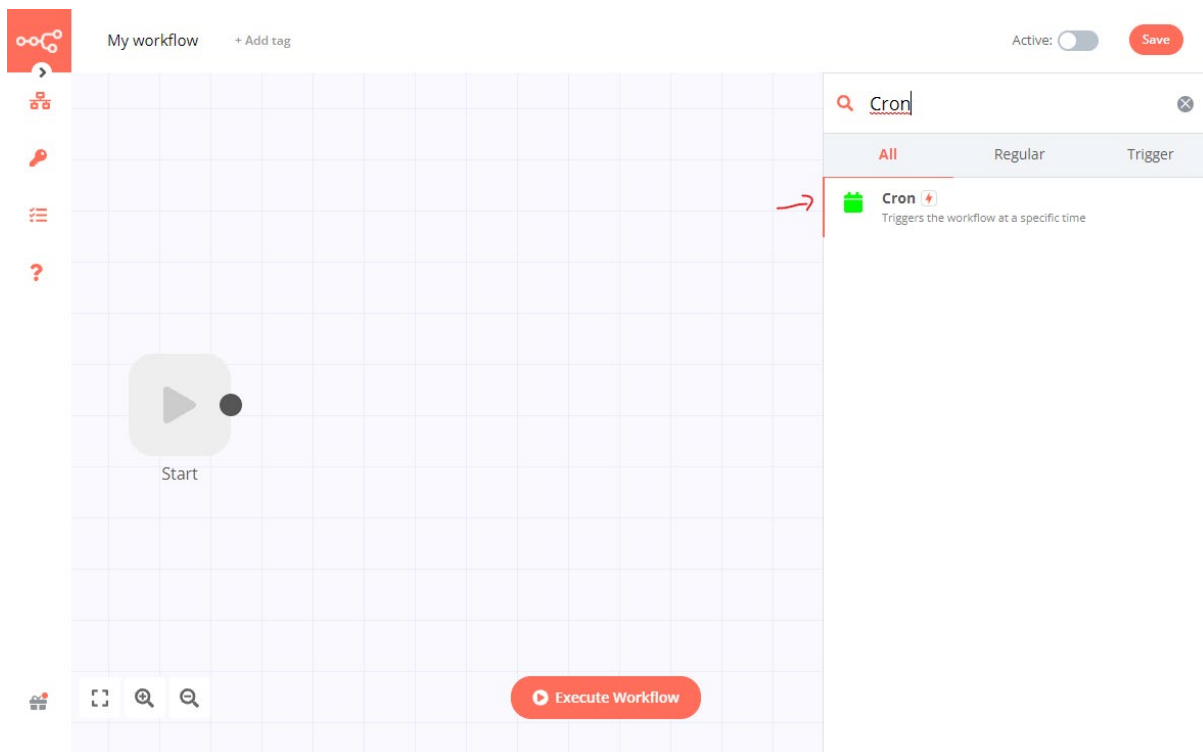 My workflow + Add tag Active: Save
Cron
All Regular Trigger
Cron
Triggers the workflow at a specific time
?
Start
Execute Workflow